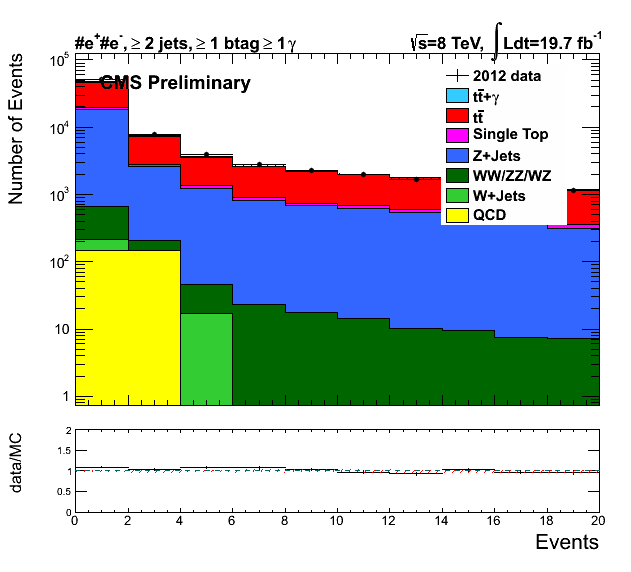 #e⁺#e⁻, ≥ 2 jets, ≥ 1 btag ≥ 1γ
√s=8 TeV, ∫Ldt=19.7 fb⁻¹
CMS Preliminary
Number of Events
10⁵
10⁴
10³
10²
10
1
2012 data
tt̄+γ
tt̄
Single Top
Z+Jets
WW/ZZ/WZ
W+Jets
QCD
data/MC
2
1.5
1
0.5
0
0 2 4 6 8 10 12 14 16 18 20
Events